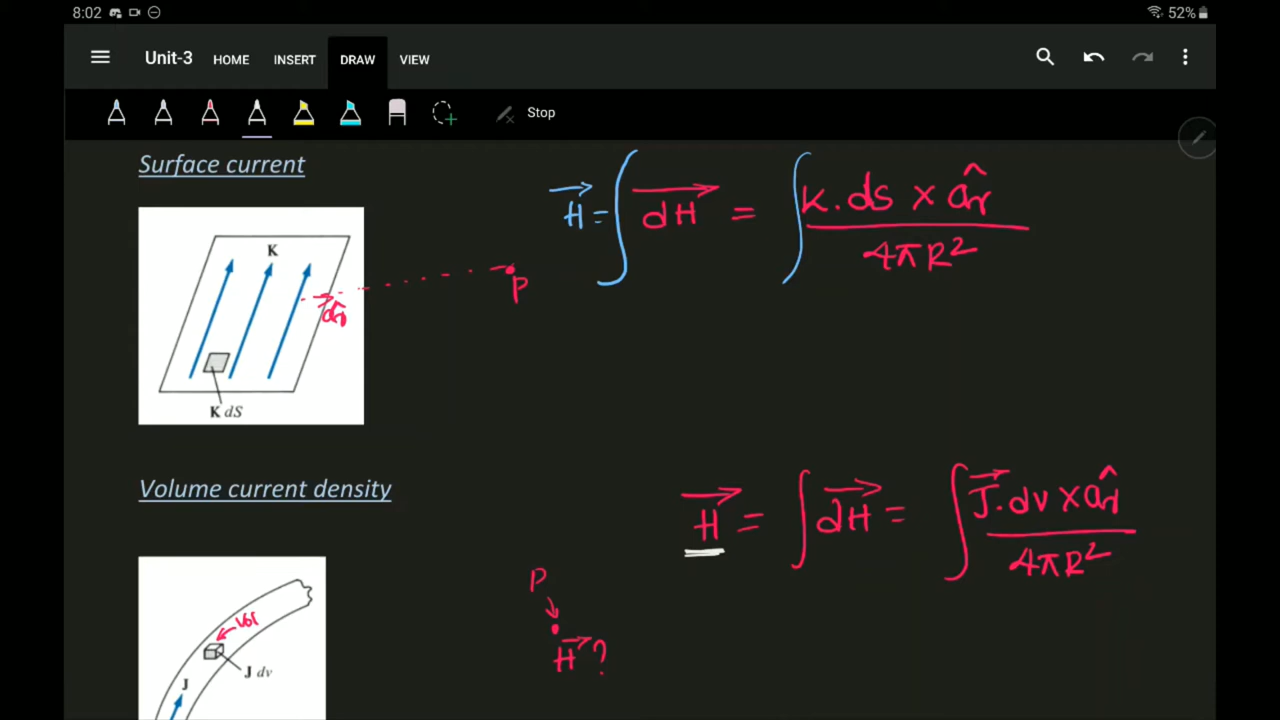 8:02 52%
Unit-3 HOME INSERT DRAW VIEW
Stop
Surface current
K
K dS
âr
P
H⃗ = ∫ dH⃗ = ∫ K.ds × âr / 4πR²
Volume current density
Vol
J dv
J
P
H⃗ ?
H⃗ = ∫ dH⃗ = ∫ J⃗.dv × âr / 4πR²